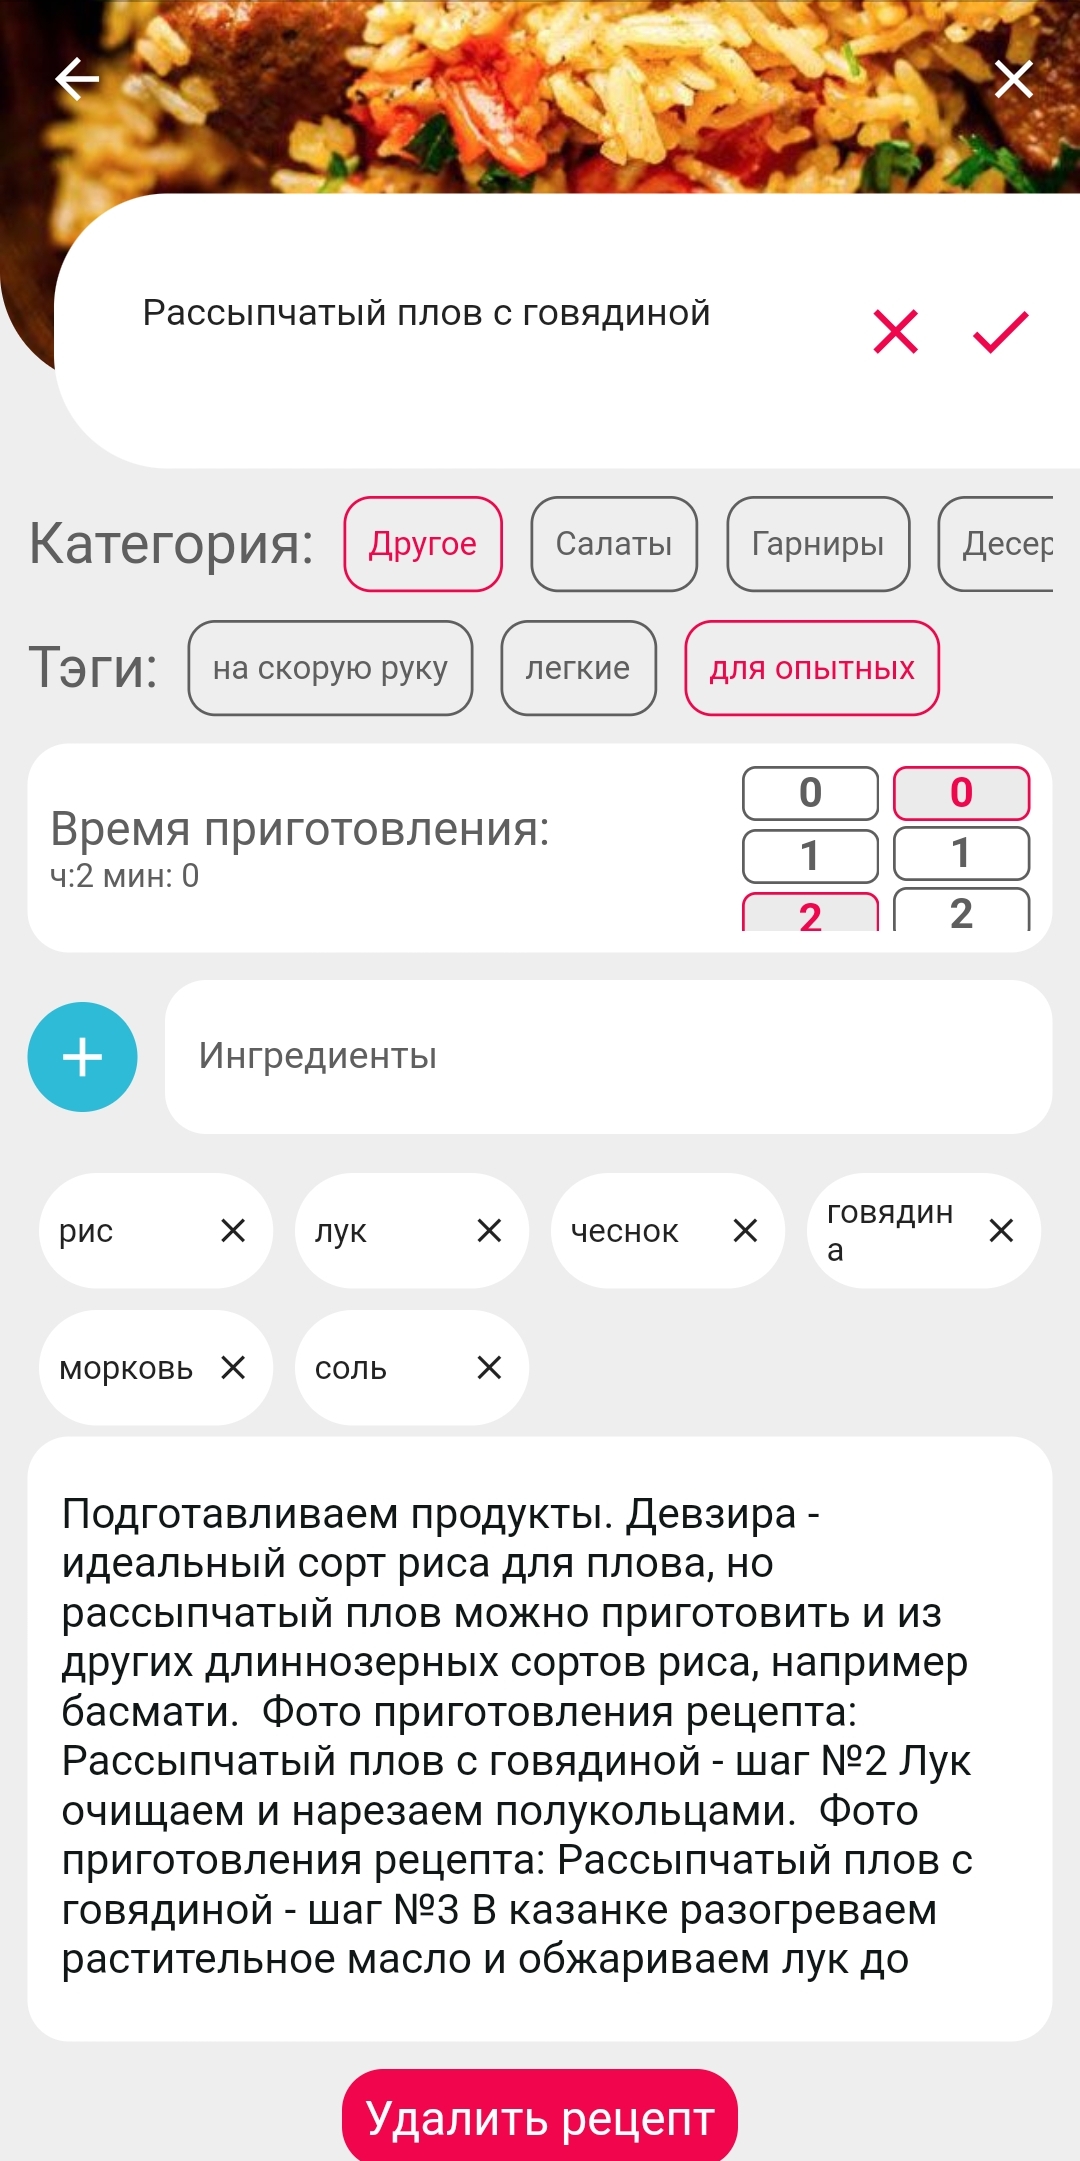 Рассыпчатый плов с говядиной
Категория: Другое Салаты Гарниры Десер
Тэги: на скорую руку легкие для опытных
Время приготовления:
ч:2 мин: 0
0 0
1 1
2 2
Ингредиенты
рис лук чеснок говядин
а
морковь соль
Подготавливаем продукты. Девзира -
идеальный сорт риса для плова, но
рассыпчатый плов можно приготовить и из
других длиннозерных сортов риса, например
басмати.  Фото приготовления рецепта:
Рассыпчатый плов с говядиной - шаг №2 Лук
очищаем и нарезаем полукольцами.  Фото
приготовления рецепта: Рассыпчатый плов с
говядиной - шаг №3 В казанке разогреваем
растительное масло и обжариваем лук до
Удалить рецепт